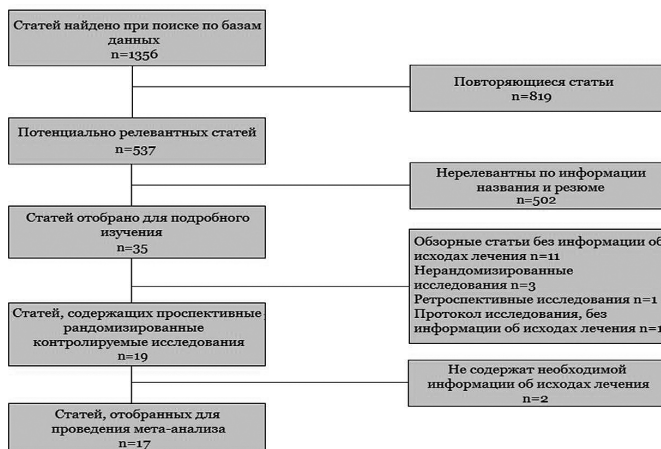 Статей найдено при поиске по базам
данных
n=1356
Повторяющиеся статьи
n=819
Потенциально релевантных статей
n=537
Нерелевантны по информации
названия и резюме
n=502
Статей отобрано для подробного
изучения
n=35
Обзорные статьи без информации об
исходах лечения n=11
Нерандомизированные
исследования n=3
Ретроспективные исследования n=1
Протокол исследования, без
информации об исходах лечения n=1
Статей, содержащих проспективные
рандомизированные
контролируемые исследования
n=19
Не содержат необходимой
информации об исходах лечения
n=2
Статей, отобранных для
проведения мета-анализа
n=17